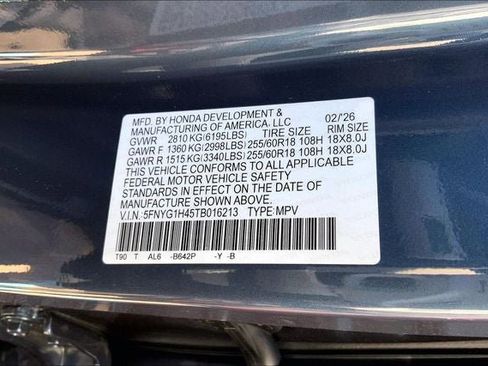 MFD. BY HONDA DEVELOPMENT & 02/'26
MANUFACTURING OF AMERICA, LLC
GVWR 2810 KG (6195LBS) TIRE SIZE RIM SIZE
GAWR F 1360 KG (2998LBS) 255/60R18 108H 18X8.0J
GAWR R 1515 KG (3340LBS) 255/60R18 108H 18X8.0J
THIS VEHICLE CONFORMS TO ALL APPLICABLE
FEDERAL MOTOR VEHICLE SAFETY
STANDARDS IN EFFECT ON THE DATE OF
MANUFACTURE SHOWN ABOVE.
V.I.N.:5FNYG1H45TB016213 TYPE:MPV
T90 T AL6 -B642P -Y -B